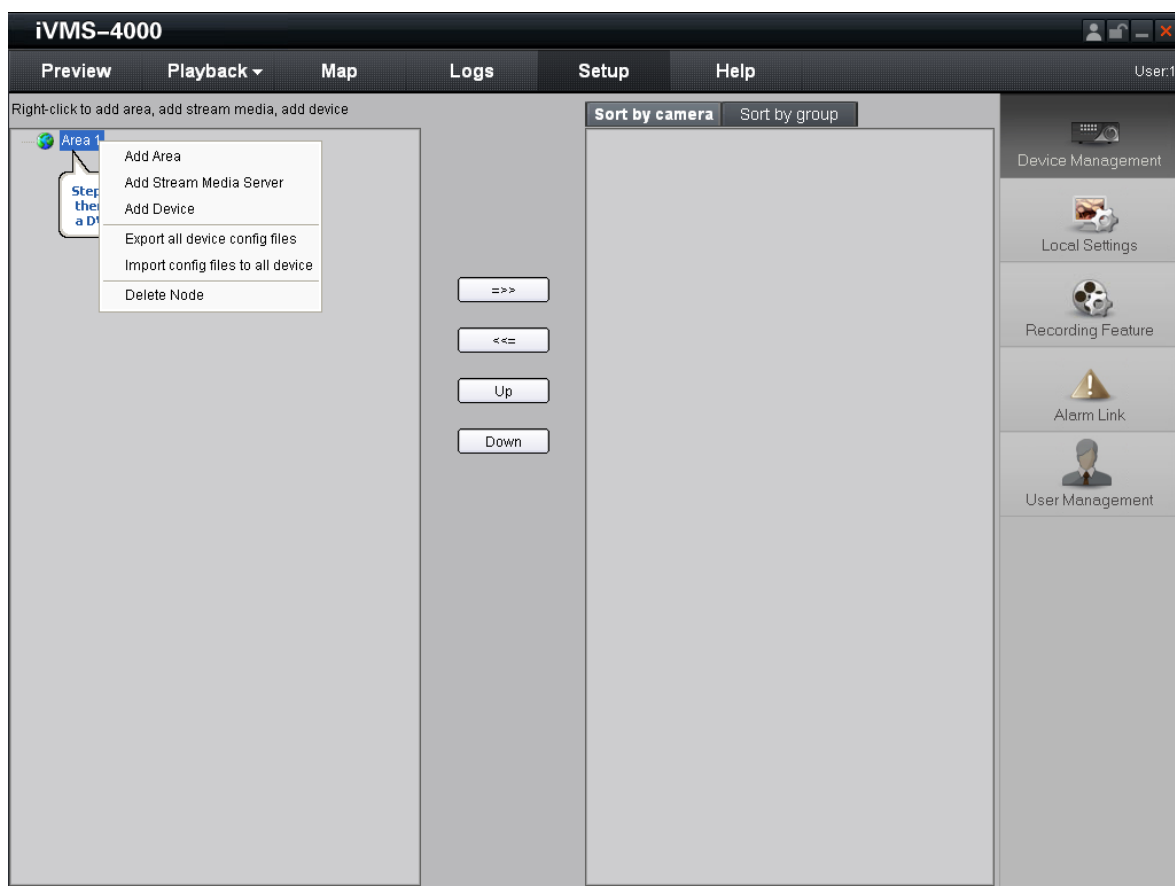 iVMS-4000
Preview Playback Map Logs Setup Help User:1
Right-click to add area, add stream media, add device
Sort by camera Sort by group
Area 1
Add Area
Add Stream Media Server
Add Device
Export all device config files
Import config files to all device
Delete Node
Step
a
=>>
<<=
Up
Down
Device Management
Local Settings
Recording Feature
Alarm Link
User Management